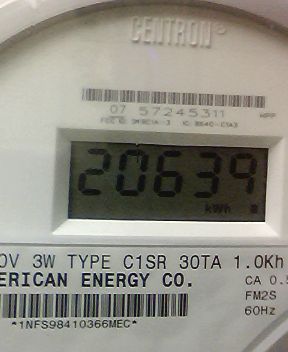 CENTRON®
07 57245311
20639
kWh
0V 3W TYPE C1SR 30TA 1.0Kh
ERICAN ENERGY CO.
CA 0.5
FM2S
60Hz
*1NFS98410366MEC*